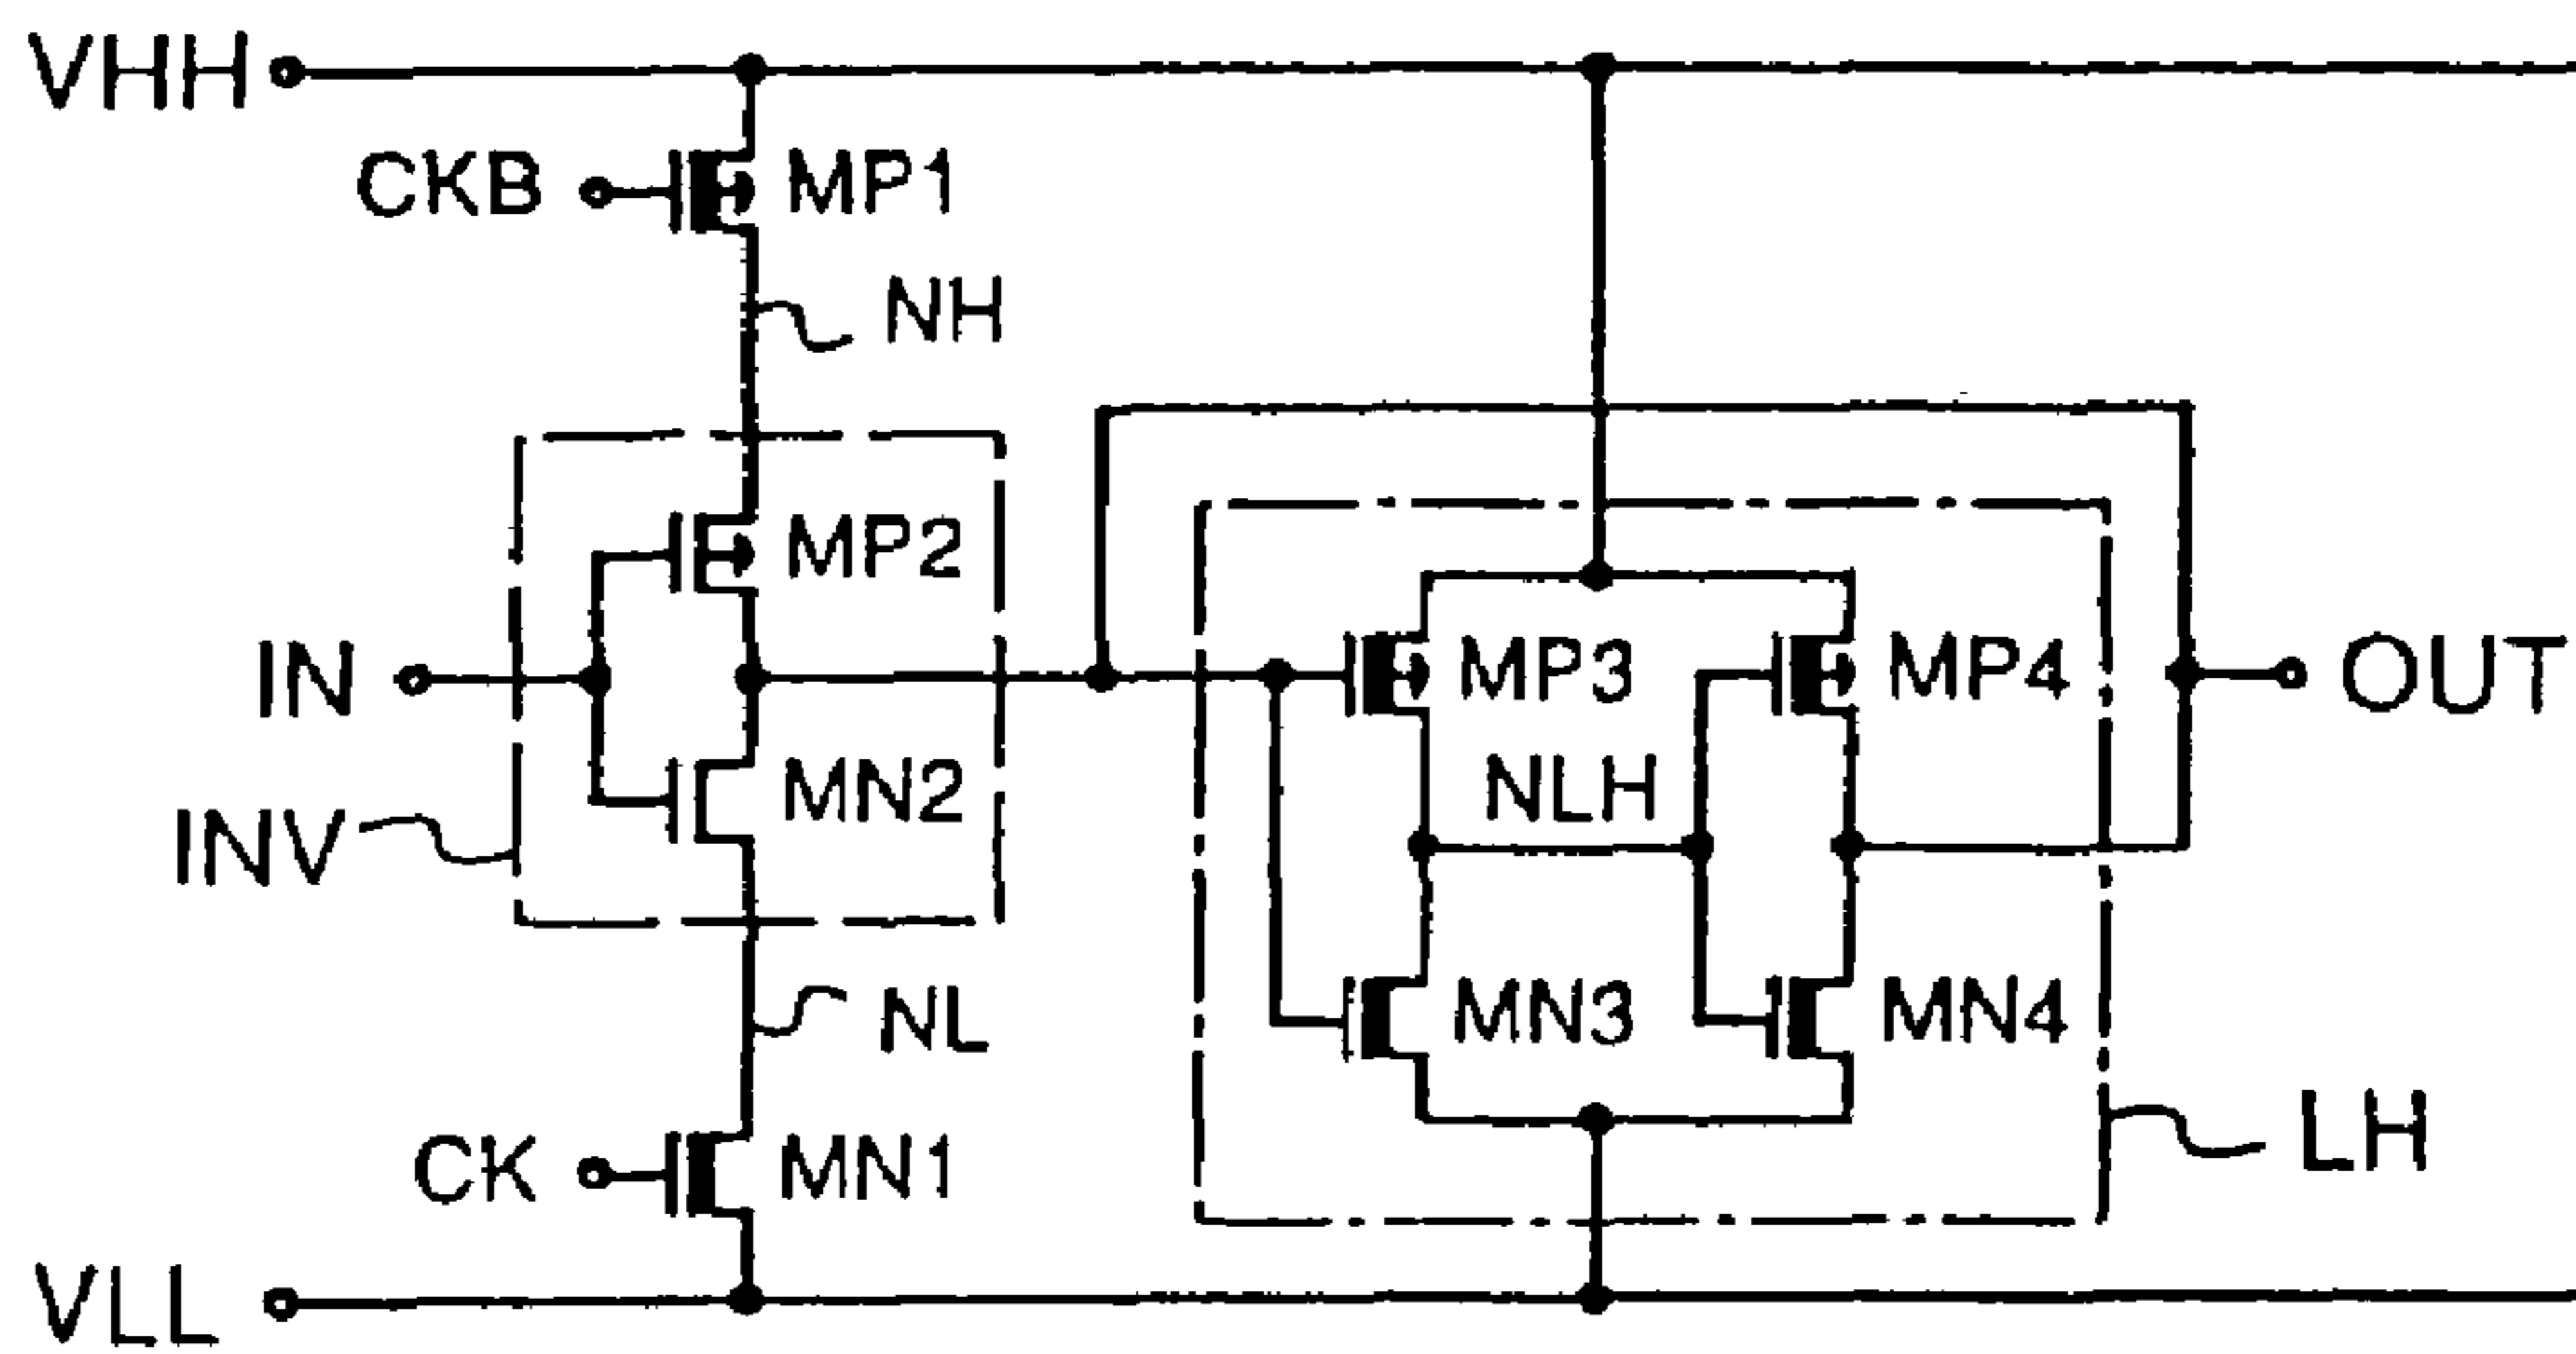 VHH
CKB
MP1
NH
MP2
IN
MP3
MP4
OUT
INV
MN2
NLH
NL
MN3
MN4
CK
MN1
LH
VLL